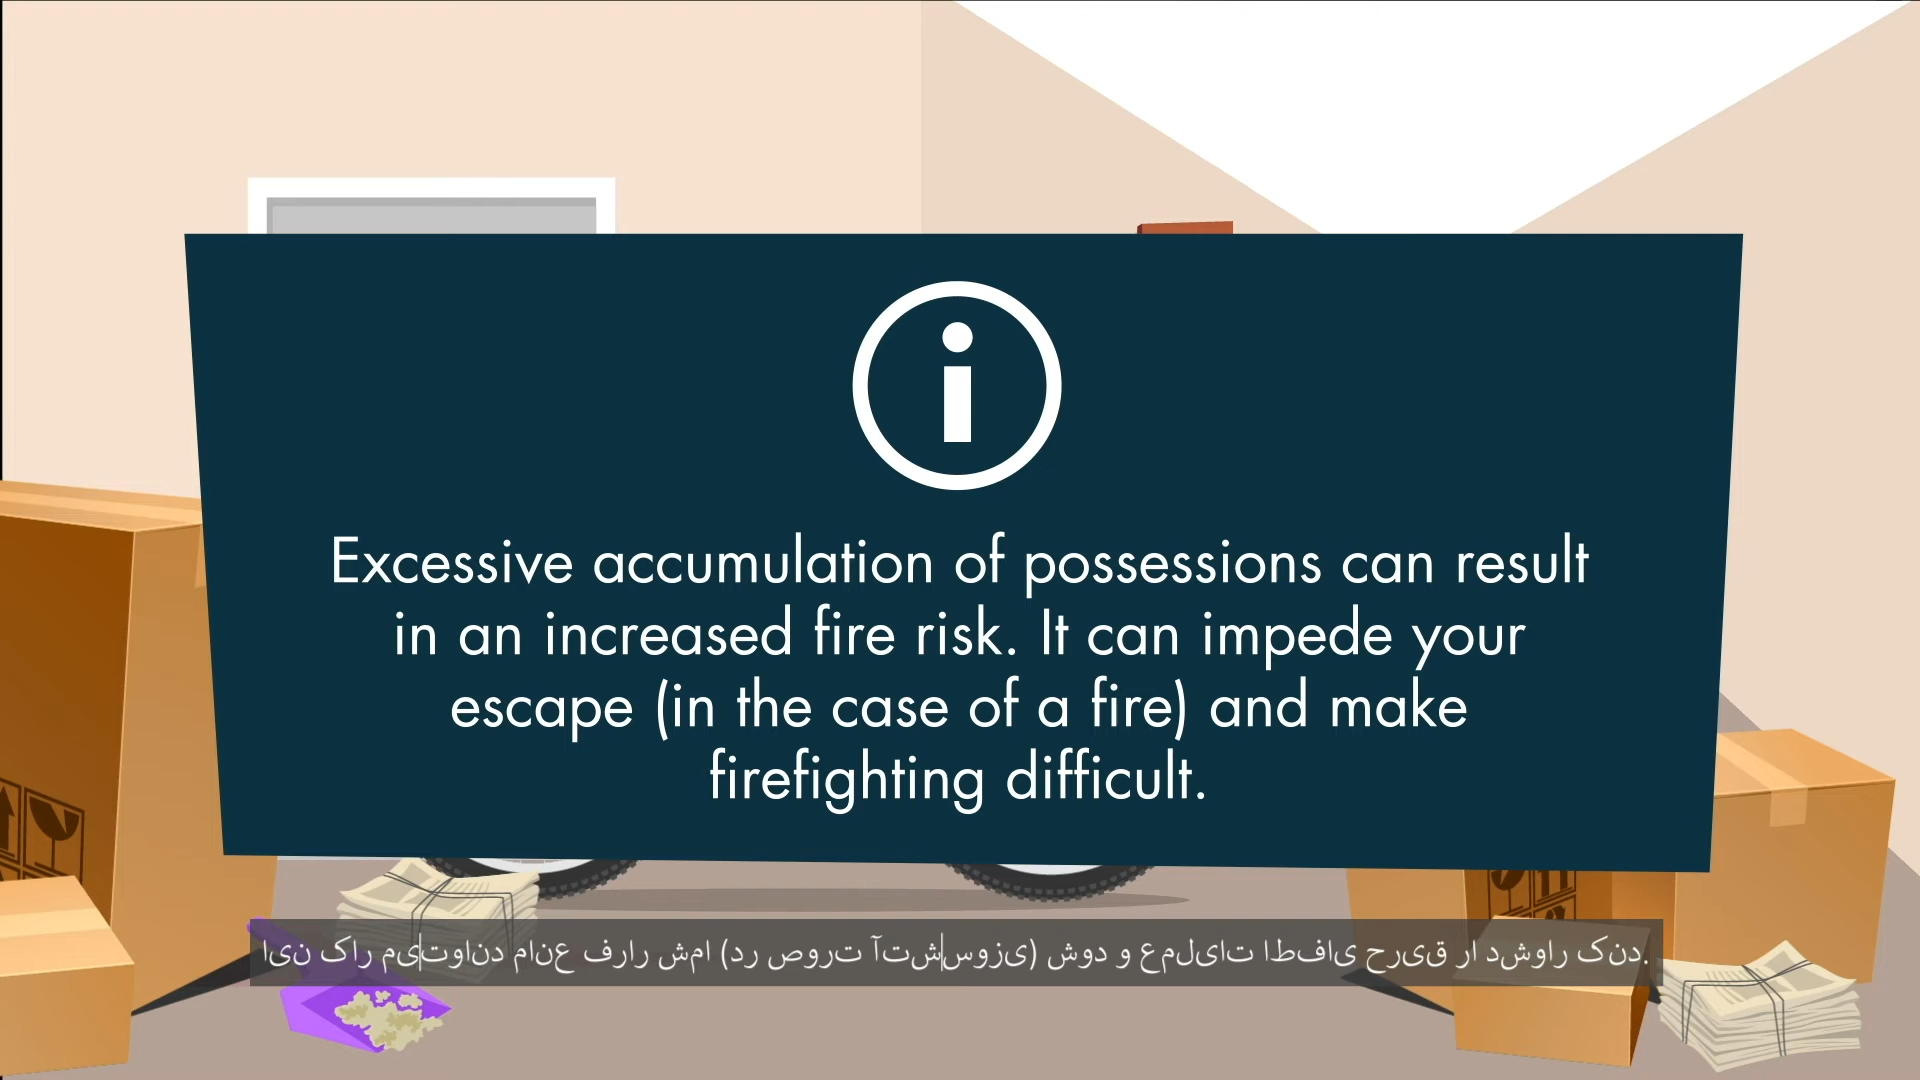 Excessive accumulation of possessions can result
in an increased fire risk. It can impede your
escape (in the case of a fire) and make
firefighting difficult.
این کار می‌تواند مانع فرار شما (در صورت آتش‌سوزی) شود و عملیات اطفای حریق را دشوار کند.